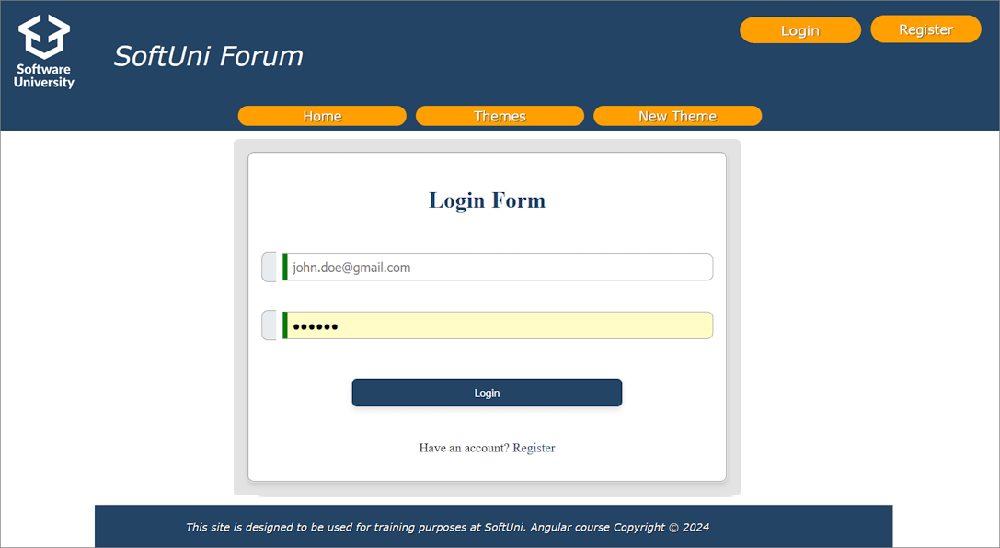 Software
University
SoftUni Forum
Login
Register
Home
Themes
New Theme
Login Form
john.doe@gmail.com
••••••
Login
Have an account? Register
This site is designed to be used for training purposes at SoftUni. Angular course Copyright © 2024